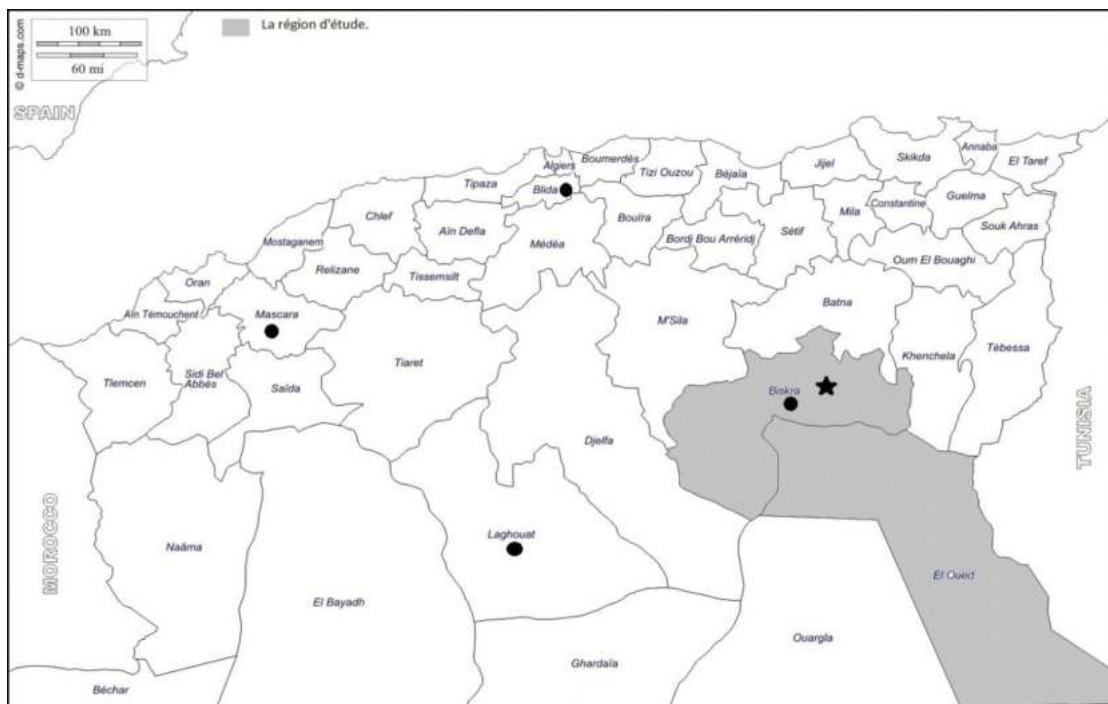 100 km
60 mi
© d-maps.com
La région d'étude.
SPAIN
Algiers
Boumerdès
Tizi Ouzou
Béjaïa
Jijel
Skikda
Annaba
El Taref
Tipaza
Blida
Chlef
Aïn Defla
Médéa
Bouïra
Bordj Bou Arréridj
Sétif
Mila
Constantine
Guelma
Souk Ahras
Mostaganem
Relizane
Tissemsilt
Oum El Bouaghi
Oran
Aïn Témouchent
Mascara
Tiaret
M'Sila
Batna
Khenchela
Tébessa
Tlemcen
Sidi Bel
Abbès
Saïda
Biskra
Djelfa
TUNISIA
MOROCCO
Naâma
Laghouat
El Bayadh
El Oued
Ouargla
Ghardaïa
Béchar